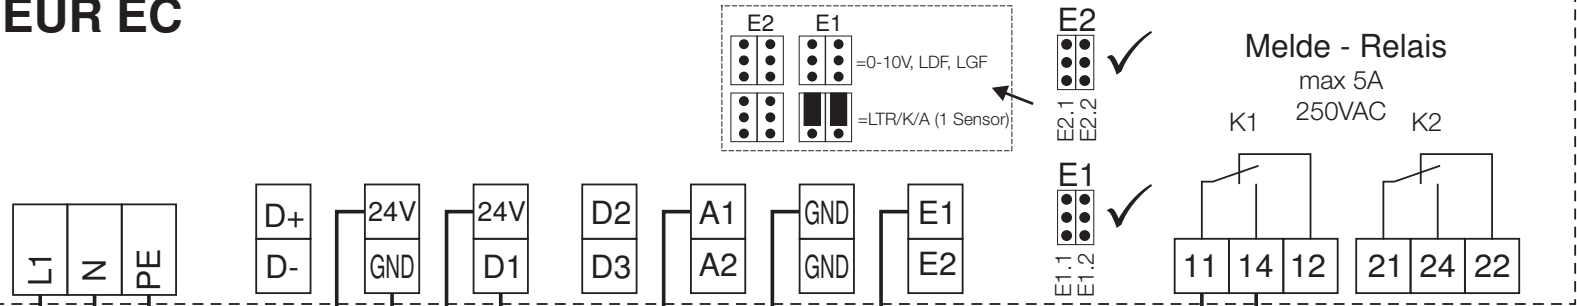 EUR EC
E2 E1
=0-10V, LDF, LGF
=LTR/K/A (1 Sensor)
E2
E2.1
E2.2
E1
E1.1
E1.2
Melde - Relais
max 5A
250VAC
K1 K2
L1 N PE
D+ 24V 24V D2 A1 GND E1
D- GND D1 D3 A2 GND E2
11 14 12 21 24 22